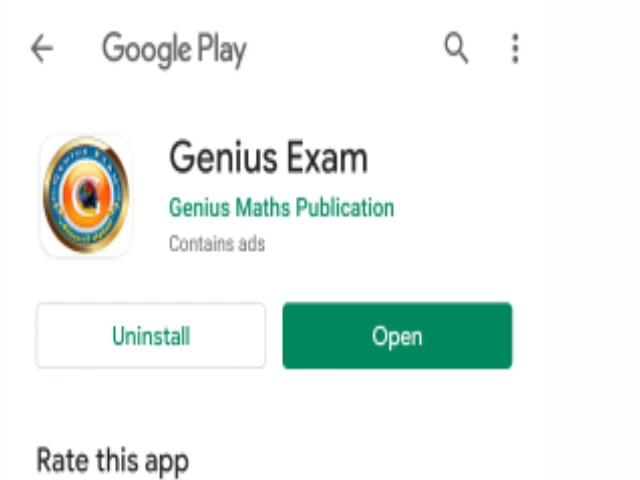 Google Play
Genius Exam
Genius Maths Publication
Contains ads
Uninstall
Open
Rate this app